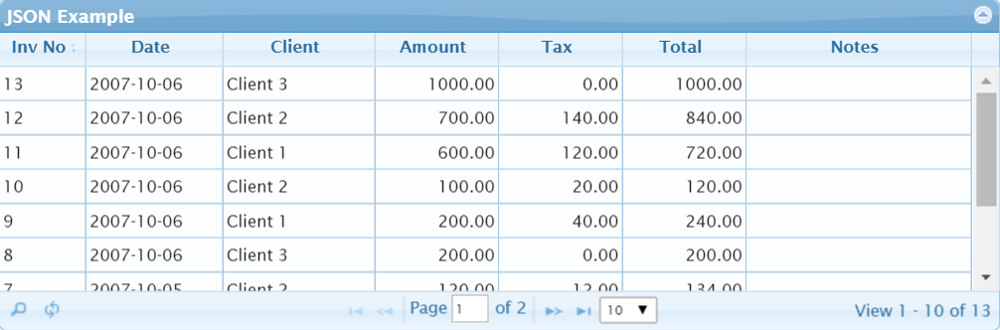 JSON Example
Inv No Date Client Amount Tax Total Notes
13 2007-10-06 Client 3 1000.00 0.00 1000.00
12 2007-10-06 Client 2 700.00 140.00 840.00
11 2007-10-06 Client 1 600.00 120.00 720.00
10 2007-10-06 Client 2 100.00 20.00 120.00
9 2007-10-06 Client 1 200.00 40.00 240.00
8 2007-10-06 Client 3 200.00 0.00 200.00
7 2007-10-05 Client 2 120.00 12.00 134.00
Page 1 of 2 10 View 1 - 10 of 13